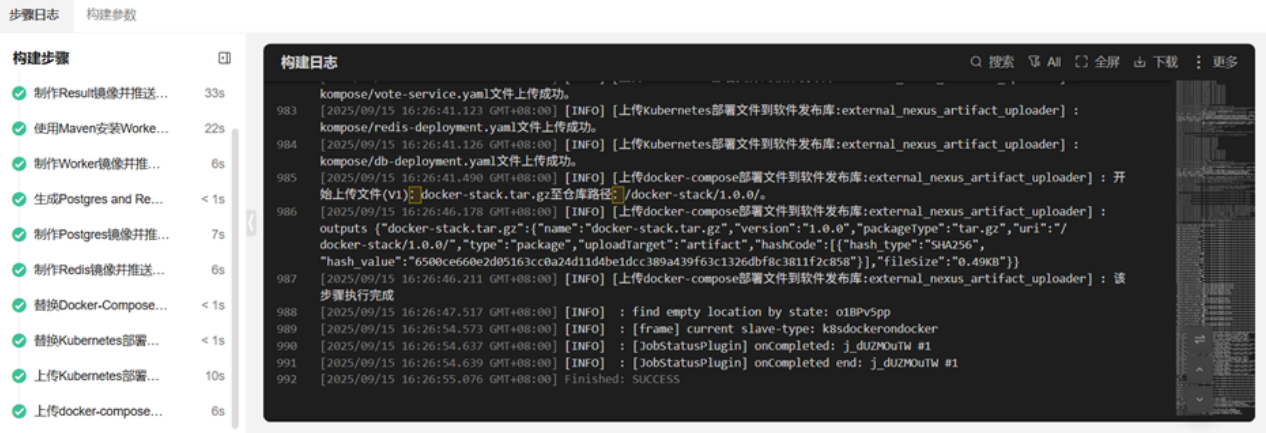 步骤日志 构建参数
构建步骤
制作Result镜像并推送... 33s
使用Maven安装Worke... 22s
制作Worker镜像并推... 6s
生成Postgres and Re... < 1s
制作Postgres镜像并推... 7s
制作Redis镜像并推送... 6s
替换Docker-Compose... < 1s
替换Kubernetes部署... < 1s
上传Kubernetes部署... 10s
上传docker-compose... 6s
构建日志 搜索 All 全屏 下载 更多
kompose/vote-service.yaml文件上传成功。
983 [2025/09/15 16:26:41.123 GMT+08:00] [INFO] [上传Kubernetes部署文件到软件发布库:external_nexus_artifact_uploader] :
kompose/redis-deployment.yaml文件上传成功。
984 [2025/09/15 16:26:41.126 GMT+08:00] [INFO] [上传Kubernetes部署文件到软件发布库:external_nexus_artifact_uploader] :
kompose/db-deployment.yaml文件上传成功。
985 [2025/09/15 16:26:41.490 GMT+08:00] [INFO] [上传docker-compose部署文件到软件发布库:external_nexus_artifact_uploader] : 开
始上传文件(V1)：docker-stack.tar.gz至仓库路径：/docker-stack/1.0.0/。
986 [2025/09/15 16:26:46.178 GMT+08:00] [INFO] [上传docker-compose部署文件到软件发布库:external_nexus_artifact_uploader] :
outputs {"docker-stack.tar.gz":{"name":"docker-stack.tar.gz","version":"1.0.0","packageType":"tar.gz","uri":"/
docker-stack/1.0.0/","type":"package","uploadTarget":"artifact","hashCode":[{"hash_type":"SHA256",
"hash_value":"6500ce660e2d05163cc0a24d11d4be1dcc389a439f63c1326dbf8c3811f2c858"}],"fileSize":"0.49KB"}}
987 [2025/09/15 16:26:46.211 GMT+08:00] [INFO] [上传docker-compose部署文件到软件发布库:external_nexus_artifact_uploader] : 该
步骤执行完成
988 [2025/09/15 16:26:47.517 GMT+08:00] [INFO] : find empty location by state: o1BPv5pp
989 [2025/09/15 16:26:54.573 GMT+08:00] [INFO] : [frame] current slave-type: k8sdockerondocker
990 [2025/09/15 16:26:54.637 GMT+08:00] [INFO] : [JobStatusPlugin] onCompleted: j_dUZMOuTW #1
991 [2025/09/15 16:26:54.639 GMT+08:00] [INFO] : [JobStatusPlugin] onCompleted end: j_dUZMOuTW #1
992 [2025/09/15 16:26:55.076 GMT+08:00] Finished: SUCCESS